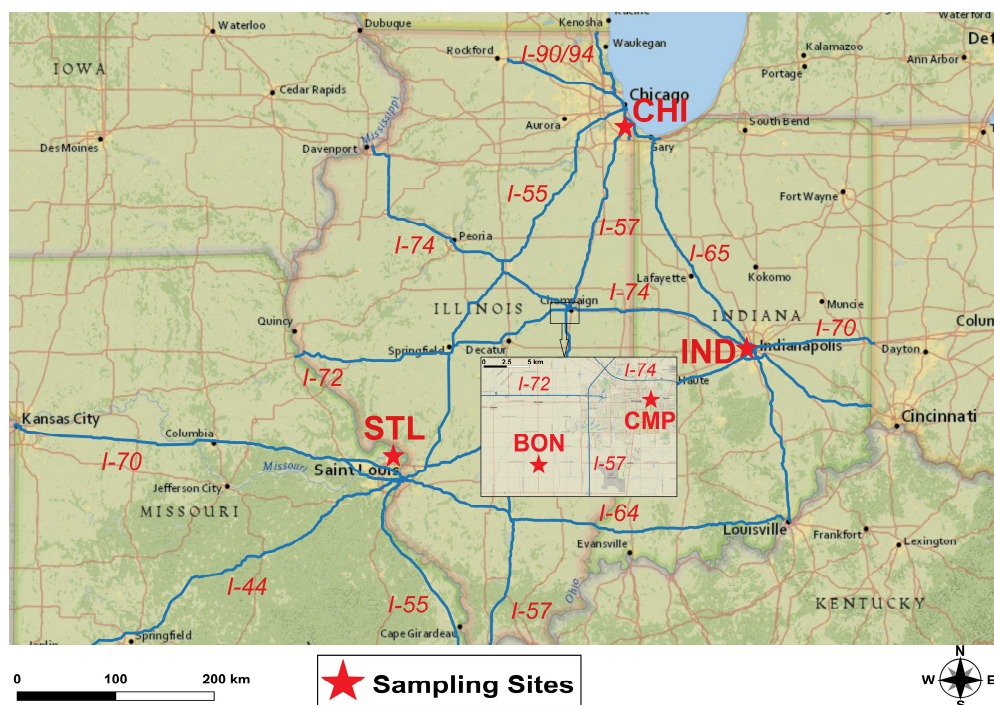 Waterloo
Dubuque
Kenosha
Racine
Waterford
Rockford
I-90/94
Waukegan
Kalamazoo
Det
IOWA
Portage
Ann Arbor
Cedar Rapids
Chicago
CHI
Aurora
South Bend
Mississippi
Des Moines
Davenport
Gary
I-55
Fort Wayne
I-57
Peoria
I-74
I-65
Lafayette
Kokomo
I-74
Champaign
Muncie
ILLINOIS
INDIANA
Quincy
I-70
Colum
Springfield
Decatur
IND
Indianapolis
Dayton
I-72
0 2.5 5 km
I-74
Haute
I-72
CMP
Kansas City
Cincinnati
STL
BON
Columbia
I-70
Missouri
Saint Louis
I-57
Jefferson City
MISSOURI
I-64
Louisville
Frankfort
Evansville
Lexington
I-44
Ohio
I-55
I-57
KENTUCKY
Springfield
Cape Girardeau
0 100 200 km
Sampling Sites
N
W E
S